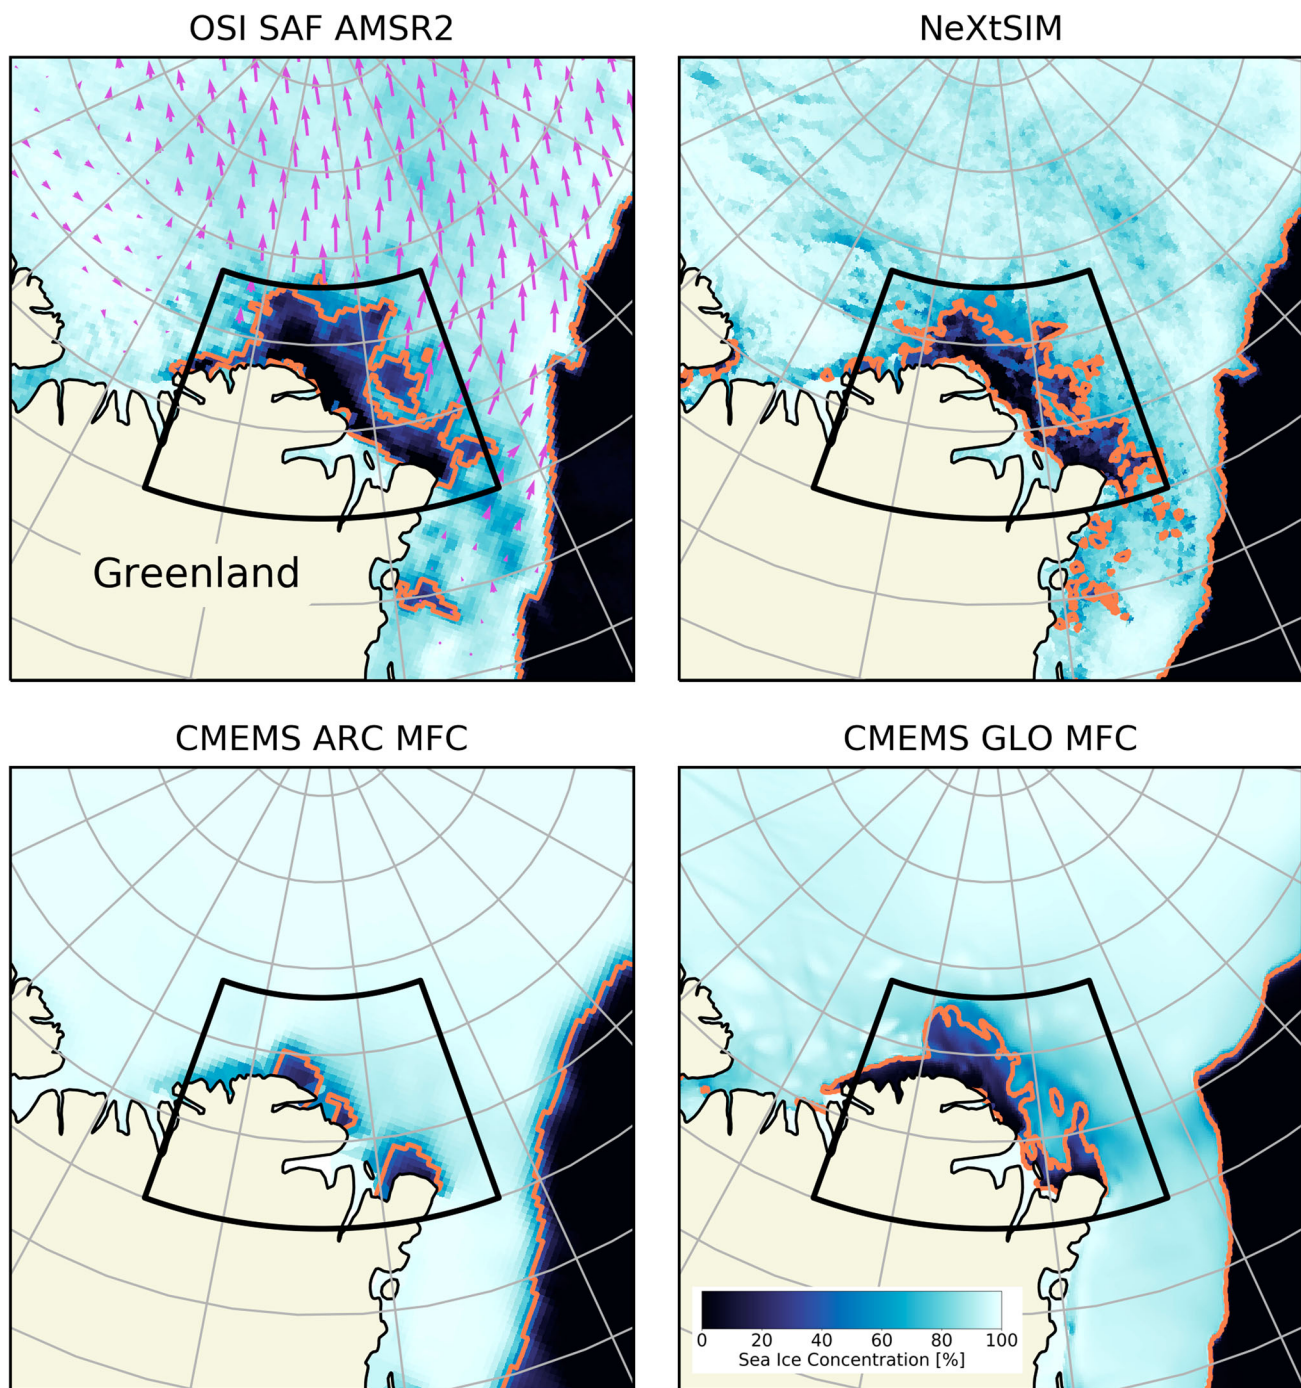 OSI SAF AMSR2
NeXtSIM
Greenland
CMEMS ARC MFC
CMEMS GLO MFC
0 20 40 60 80 100
Sea Ice Concentration [%]